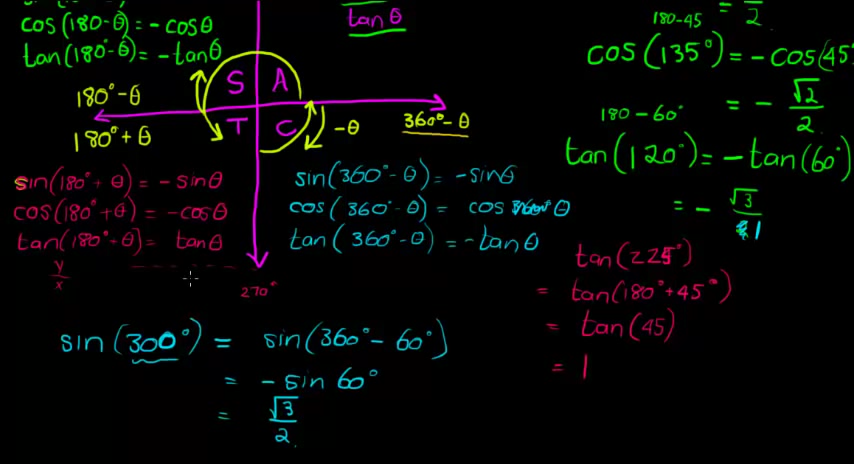 cos(180-θ) = -cosθ
tan(180°-θ) = -tanθ
tanθ
S A
T C
180°-θ
180°+θ
-θ
360°-θ
sin(180°+θ) = -sinθ
cos(180°+θ) = -cosθ
tan(180°+θ) = tanθ
y/x
270°
sin(360°-θ) = -sinθ
cos(360°-θ) = cos θ
tan(360°-θ) = -tanθ
sin(300°) = sin(360°-60°)
= -sin 60°
= √3/2
180-45
2
cos(135°) = -cos(45°
= -√2/2
180-60°
tan(120°) = -tan(60°)
= -√3/1
tan(225°)
= tan(180°+45°)
= tan(45)
= 1